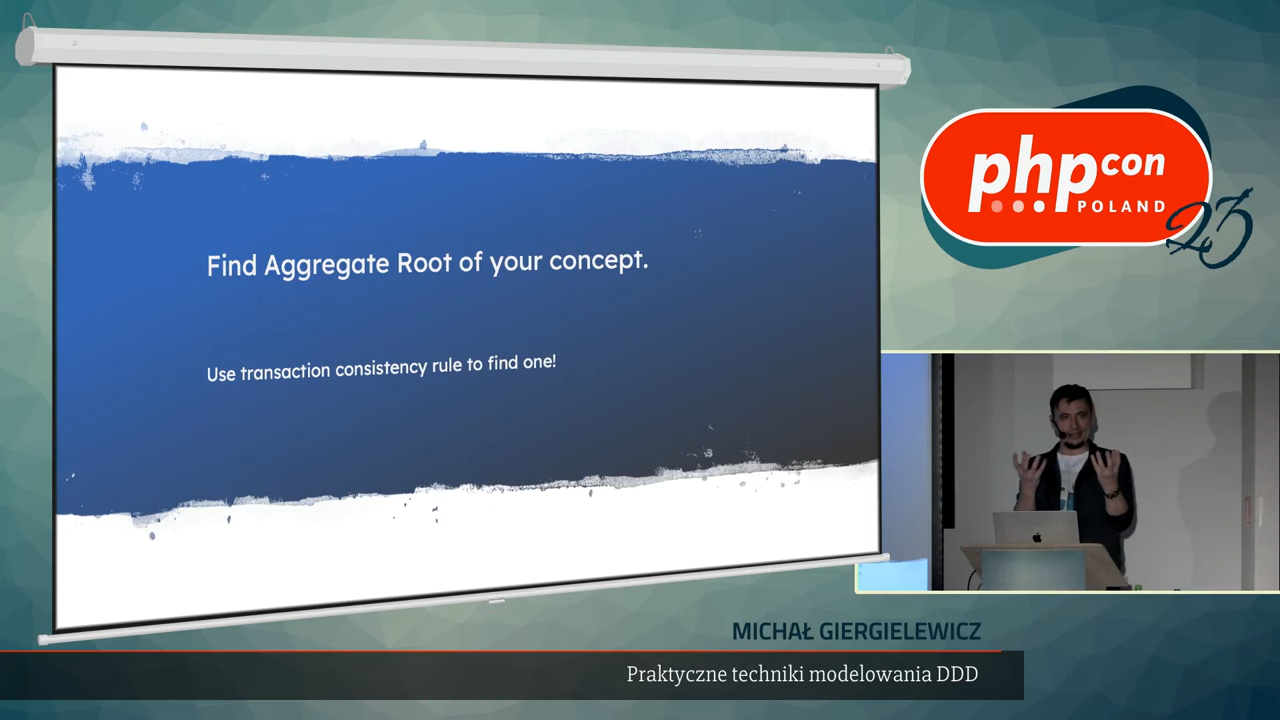 Find Aggregate Root of your concept.
Use transaction consistency rule to find one!
phpcon
POLAND
23
MICHAŁ GIERGIELEWICZ
Praktyczne techniki modelowania DDD